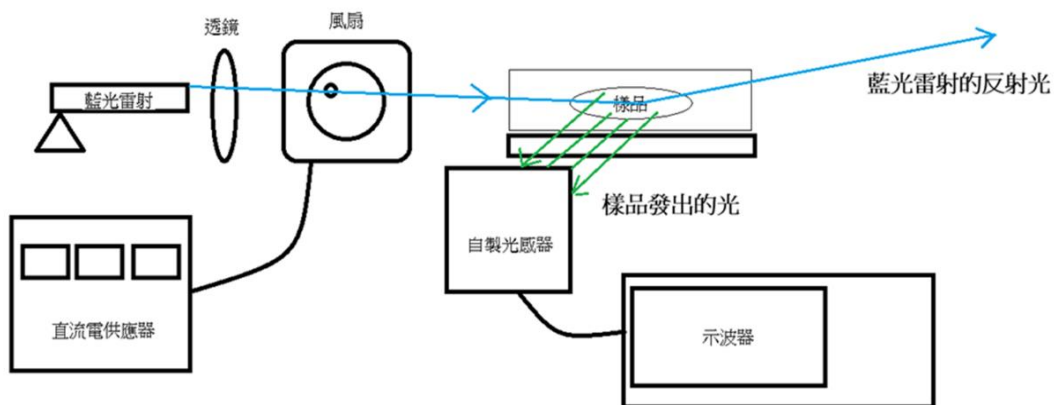 透鏡
風扇
藍光雷射
樣品
藍光雷射的反射光
樣品發出的光
自製光感器
直流電供應器
示波器